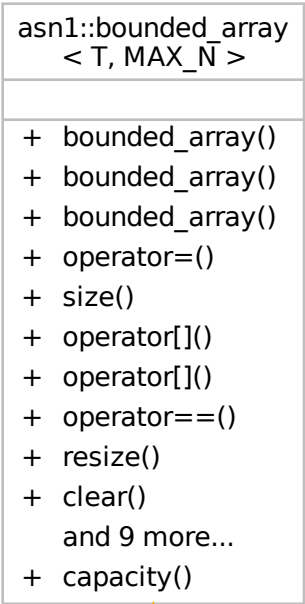 asn1::bounded_array
< T, MAX_N >
+ bounded_array()
+ bounded_array()
+ bounded_array()
+ operator=()
+ size()
+ operator[]()
+ operator[]()
+ operator==()
+ resize()
+ clear()
and 9 more...
+ capacity()